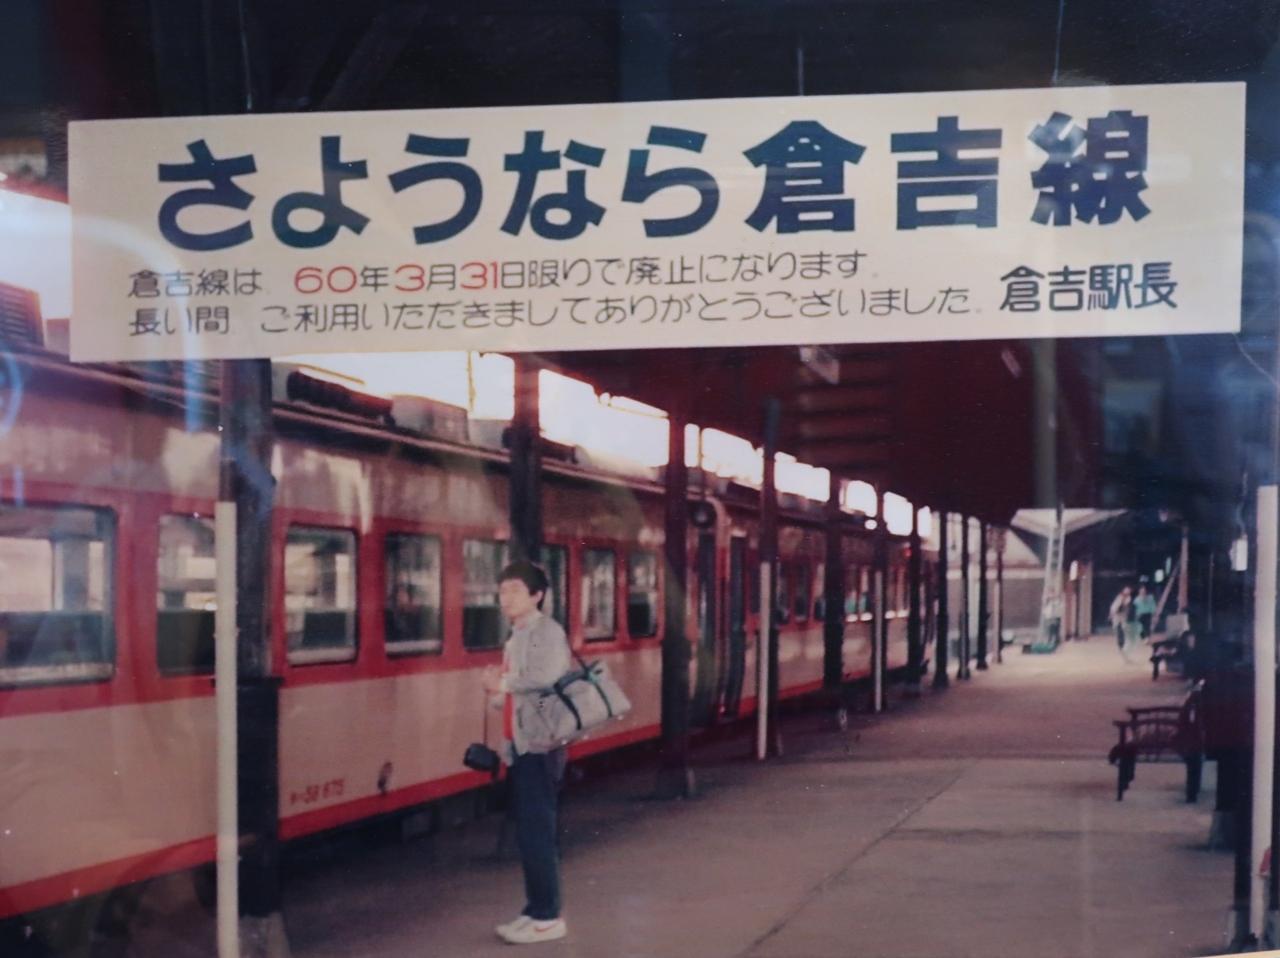 さようなら倉吉線
倉吉線は 60年3月31日限りで廃止になります。
長い間 ご利用いただきましてありがとうございました。
倉吉駅長
58 675